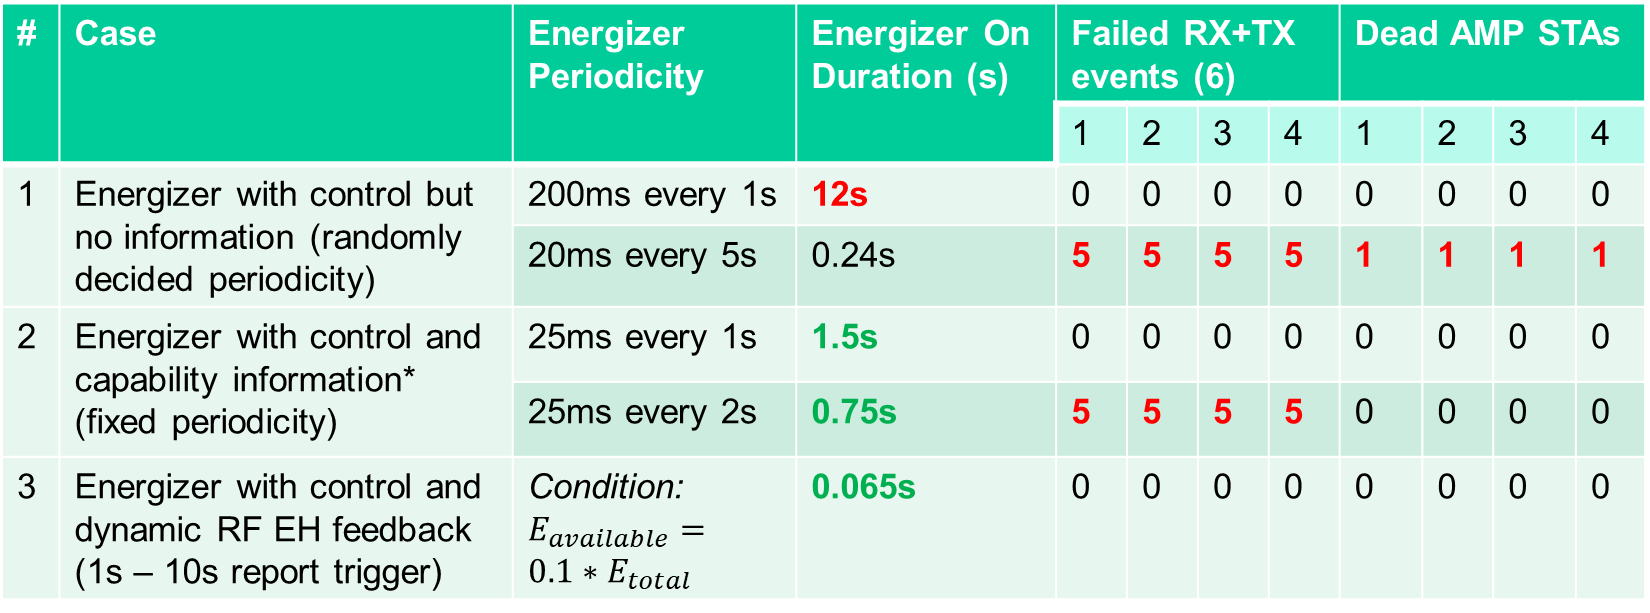 # Case Energizer Periodicity Energizer On Duration (s) Failed RX+TX events (6) Dead AMP STAs
1 2 3 4 1 2 3 4
1 Energizer with control but no information (randomly decided periodicity) 200ms every 1s 12s 0 0 0 0 0 0 0 0
20ms every 5s 0.24s 5 5 5 5 1 1 1 1
2 Energizer with control and capability information* (fixed periodicity) 25ms every 1s 1.5s 0 0 0 0 0 0 0 0
25ms every 2s 0.75s 5 5 5 5 0 0 0 0
3 Energizer with control and dynamic RF EH feedback (1s – 10s report trigger) Condition: E_available = 0.1 * E_total 0.065s 0 0 0 0 0 0 0 0